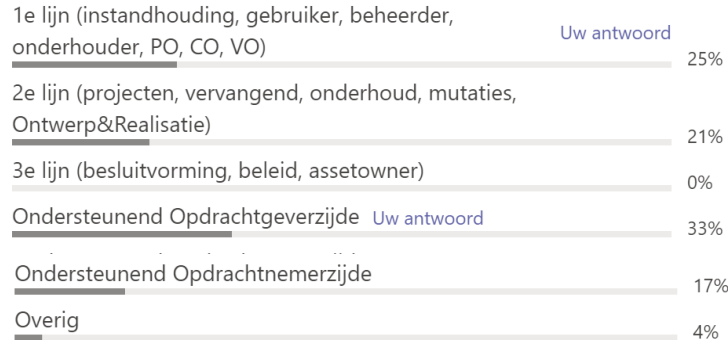 1e lijn (instandhouding, gebruiker, beheerder,
onderhouder, PO, CO, VO)
Uw antwoord
25%
2e lijn (projecten, vervangend, onderhoud, mutaties,
Ontwerp&Realisatie)
21%
3e lijn (besluitvorming, beleid, assetowner)
0%
Ondersteunend Opdrachtgeverzijde Uw antwoord
33%
Ondersteunend Opdrachtnemerzijde
17%
Overig
4%